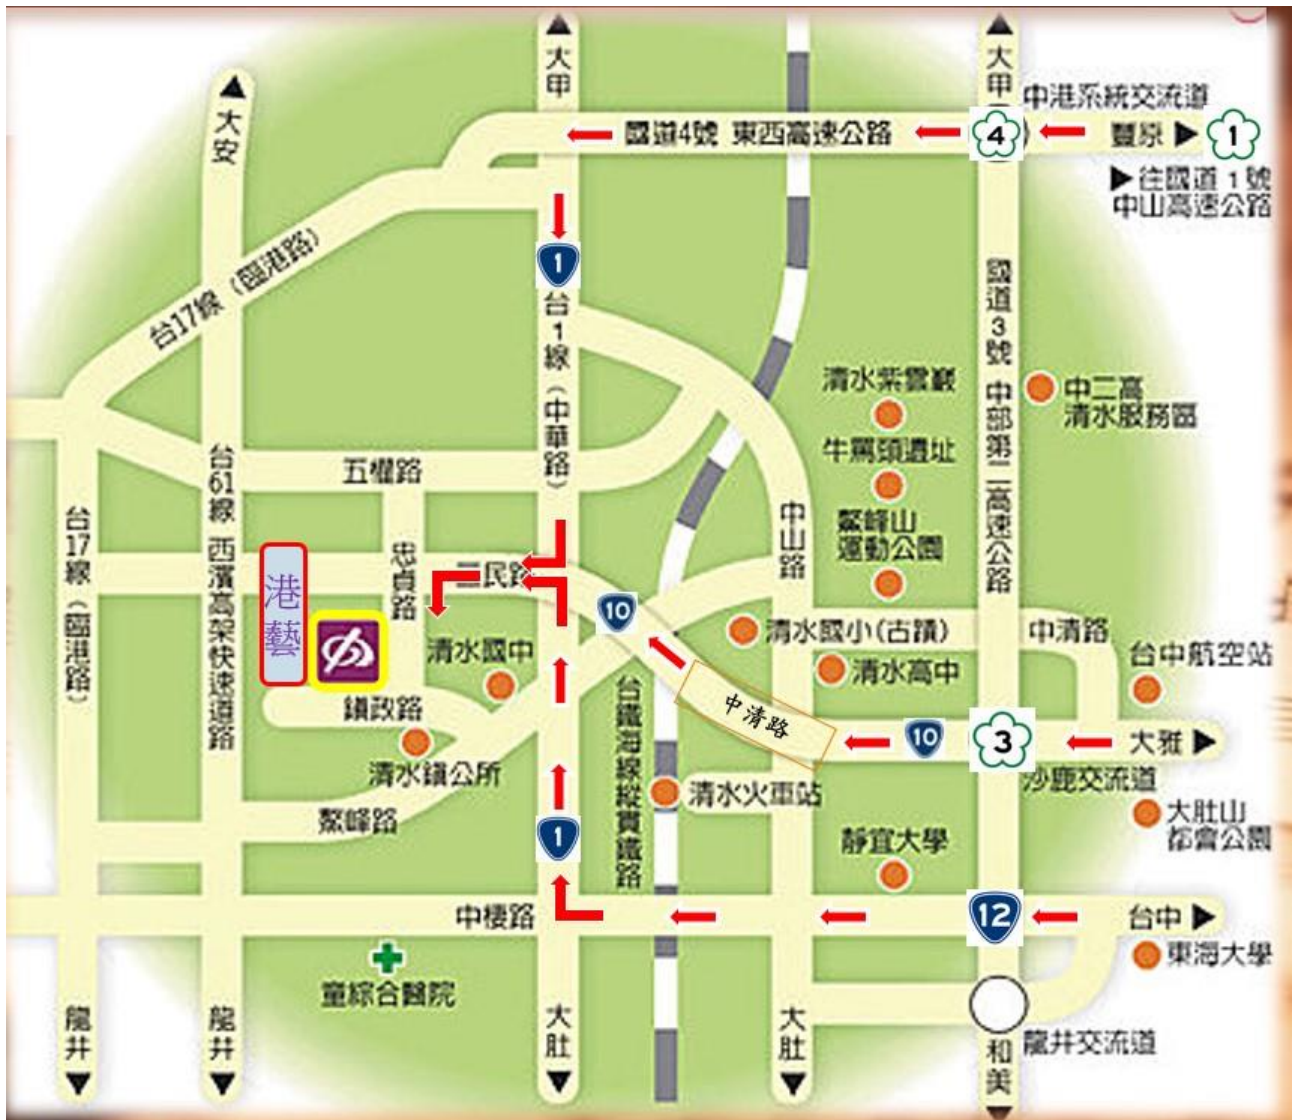 大甲
大甲
中港系統交流道
大安
國道4號 東西高速公路
4
豐原
1
往國道 1 號
中山高速公路
台17線 (臨港路)
1
台1線 (中華路)
國道3號 中部第二高速公路
清水紫雲巖
中二高
清水服務區
牛罵頭遺址
五權路
台61線 西濱高架快速道路
台17線 (臨港路)
中山路
鰲峰山
運動公園
忠貞路
三民路
港藝
10
清水國小(古蹟)
中清路
清水國中
清水高中
台中航空站
鎮政路
中清路
10
3
大雅
清水鎮公所
台鐵海線縱貫鐵路
沙鹿交流道
清水火車站
鰲峰路
1
靜宜大學
大肚山
都會公園
中棲路
12
台中
東海大學
童綜合醫院
龍井
龍井
大肚
大肚
和美
龍井交流道